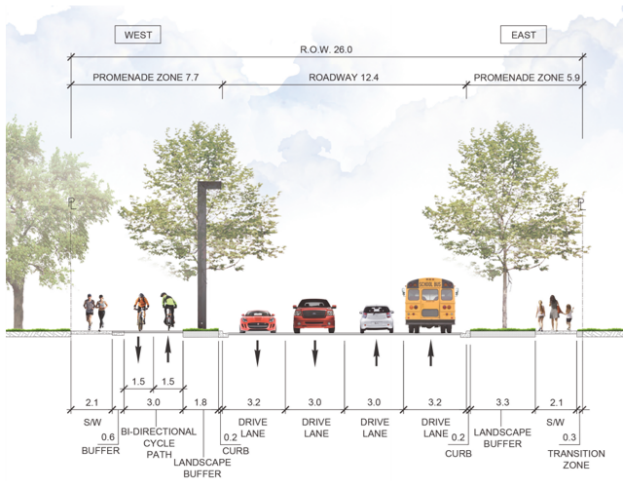 WEST
EAST
R.O.W. 26.0
PROMENADE ZONE 7.7
ROADWAY 12.4
PROMENADE ZONE 5.9
SCHOOL BUS
1.5
1.5
2.1
3.0
1.8
3.2
3.0
3.0
3.2
3.3
2.1
S/W
0.6
BUFFER
BI-DIRECTIONAL
CYCLE
PATH
LANDSCAPE
BUFFER
0.2
CURB
DRIVE
LANE
DRIVE
LANE
DRIVE
LANE
DRIVE
LANE
0.2
CURB
LANDSCAPE
BUFFER
S/W
0.3
TRANSITION
ZONE